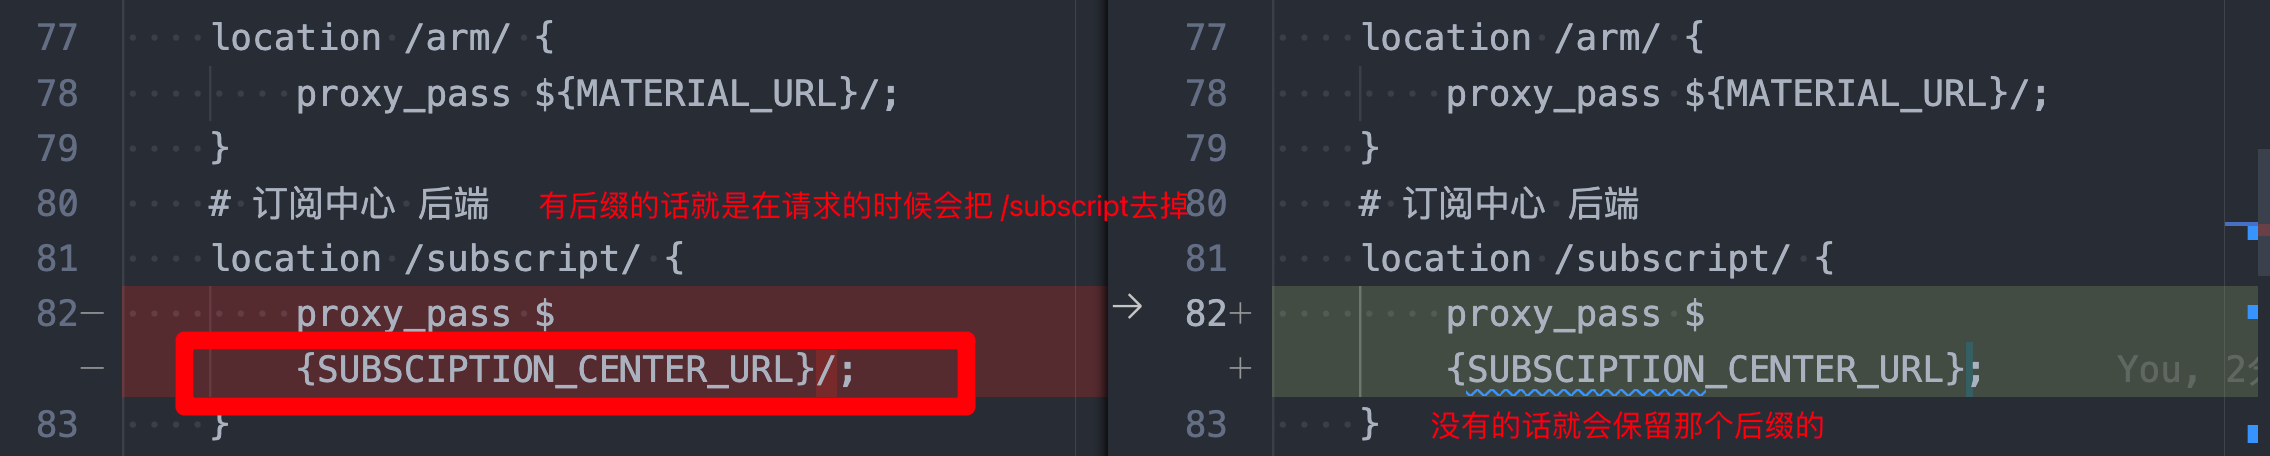 77 location /arm/ {
78 proxy_pass ${MATERIAL_URL}/;
79 }
80 # 订阅中心 后端 有后缀的话就是在请求的时候会把 /subscript去掉
81 location /subscript/ {
82 proxy_pass $
{SUBSCIPTION_CENTER_URL}/;
83 }
77 location /arm/ {
78 proxy_pass ${MATERIAL_URL}/;
79 }
80 # 订阅中心 后端
81 location /subscript/ {
82+ proxy_pass $
+ {SUBSCIPTION_CENTER_URL}; You, 2
83 } 没有的话就会保留那个后缀的